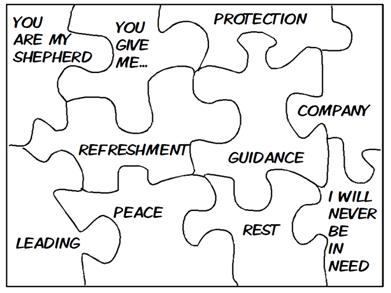 YOU
ARE MY
SHEPHERD
YOU
GIVE
ME...
PROTECTION
COMPANY
REFRESHMENT
GUIDANCE
PEACE
LEADING
REST
I WILL
NEVER
BE
IN
NEED